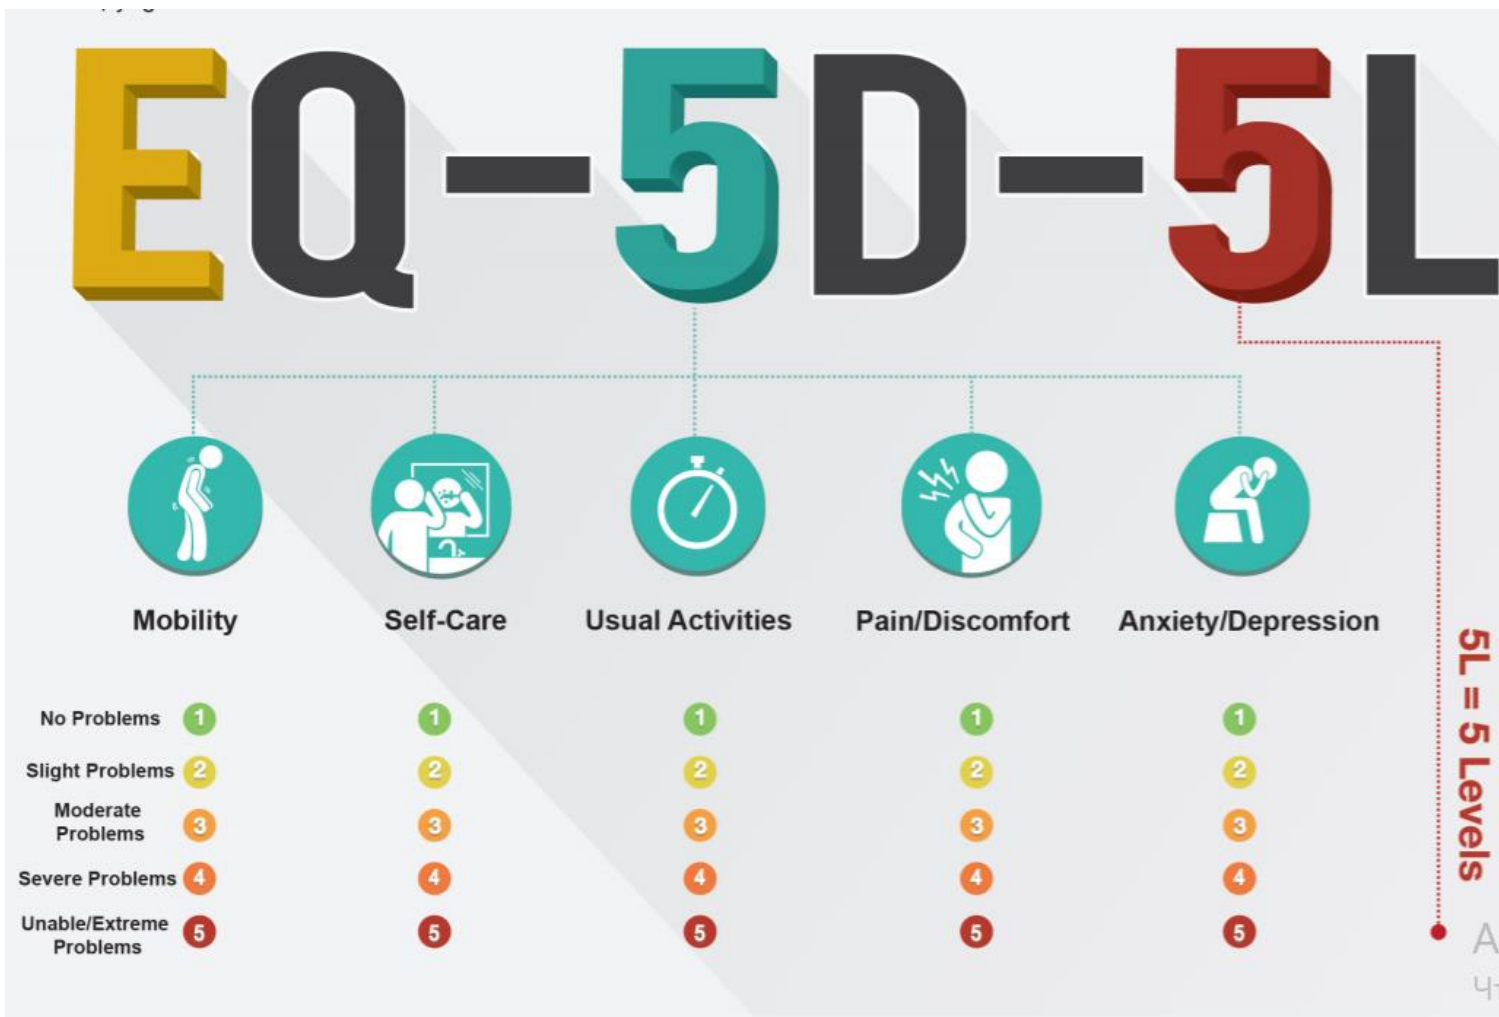 EQ-5D-5L
Mobility Self-Care Usual Activities Pain/Discomfort Anxiety/Depression
No Problems 1 1 1 1 1
Slight Problems 2 2 2 2 2
Moderate
Problems 3 3 3 3 3
Severe Problems 4 4 4 4 4
Unable/Extreme
Problems 5 5 5 5 5
5L = 5 Levels